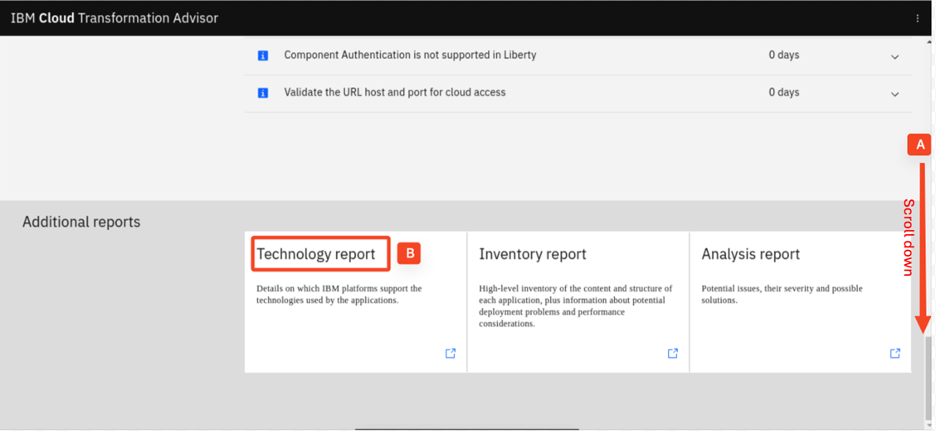 IBM Cloud Transformation Advisor
Component Authentication is not supported in Liberty 0 days
Validate the URL host and port for cloud access 0 days
A
Scroll down
Additional reports
Technology report
B
Details on which IBM platforms support the
technologies used by the applications.
Inventory report
High-level inventory of the content and structure of
each application, plus information about potential
deployment problems and performance
considerations.
Analysis report
Potential issues, their severity and possible
solutions.